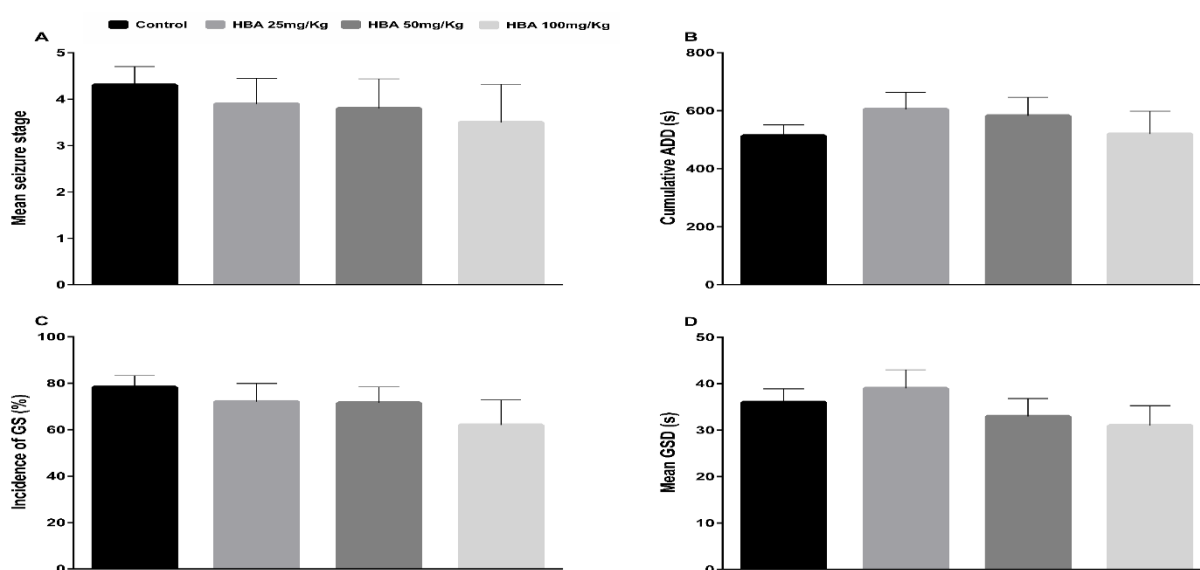 Control HBA 25mg/Kg HBA 50mg/Kg HBA 100mg/Kg
A
Mean seizure stage
5
4
3
2
1
0
B
Cumulative ADD (s)
800
600
400
200
0
C
Incidence of GS (%)
100
80
60
40
20
0
D
Mean GSD (s)
50
40
30
20
10
0